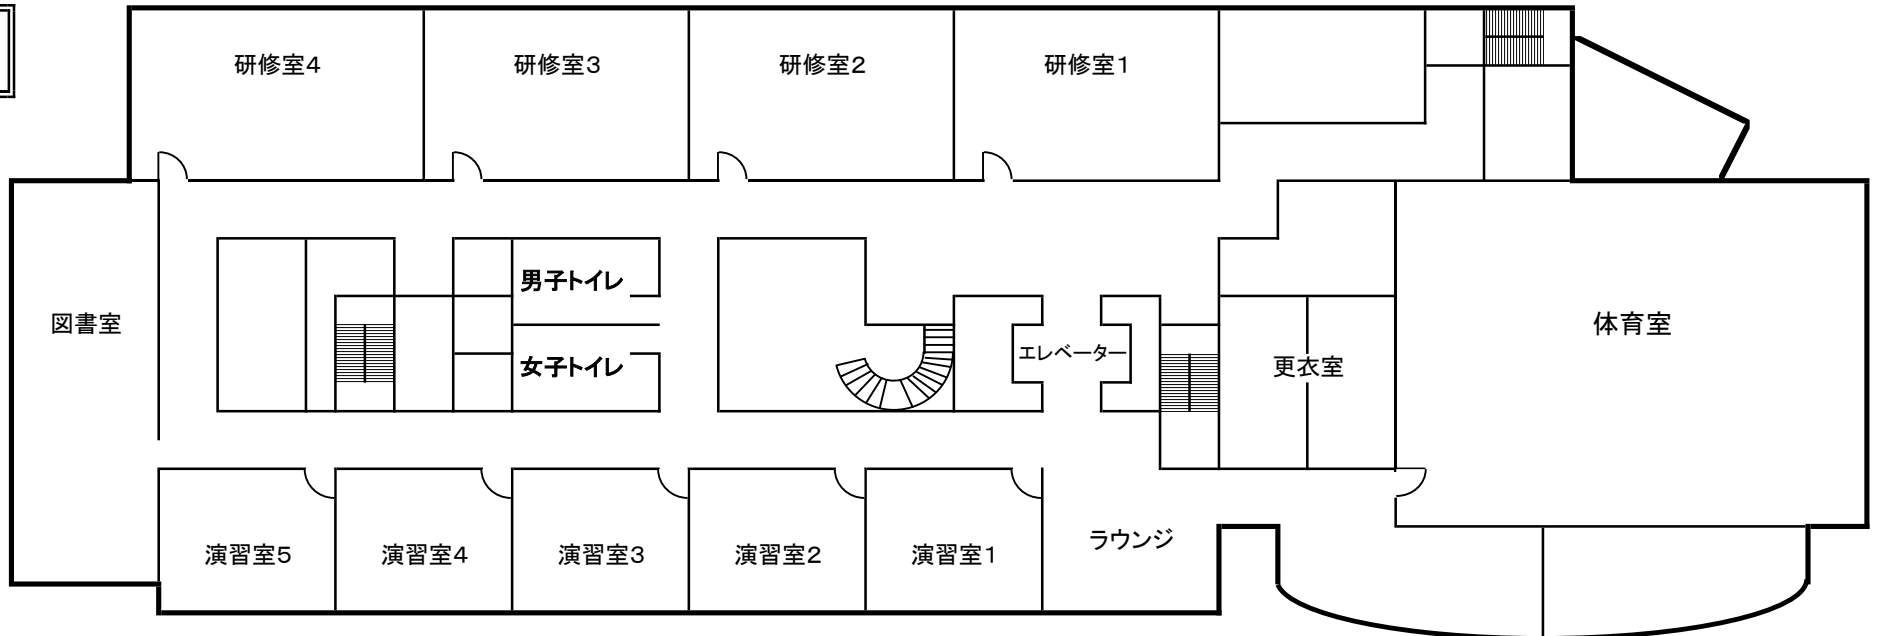 研修室4
研修室3
研修室2
研修室1
男子トイレ
図書室
体育室
エレベーター
女子トイレ
更衣室
ラウンジ
演習室5
演習室4
演習室3
演習室2
演習室1